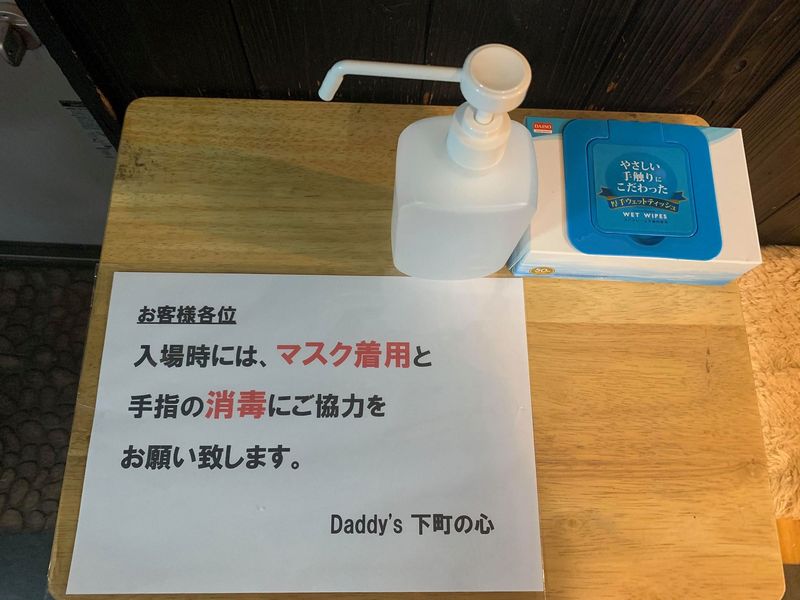 お客様各位
入場時には、マスク着用と
手指の消毒にご協力を
お願い致します。
Daddy's 下町の心
DAISO
やさしい
手触りに
こだわった
厚手ウェットティッシュ
WET WIPES